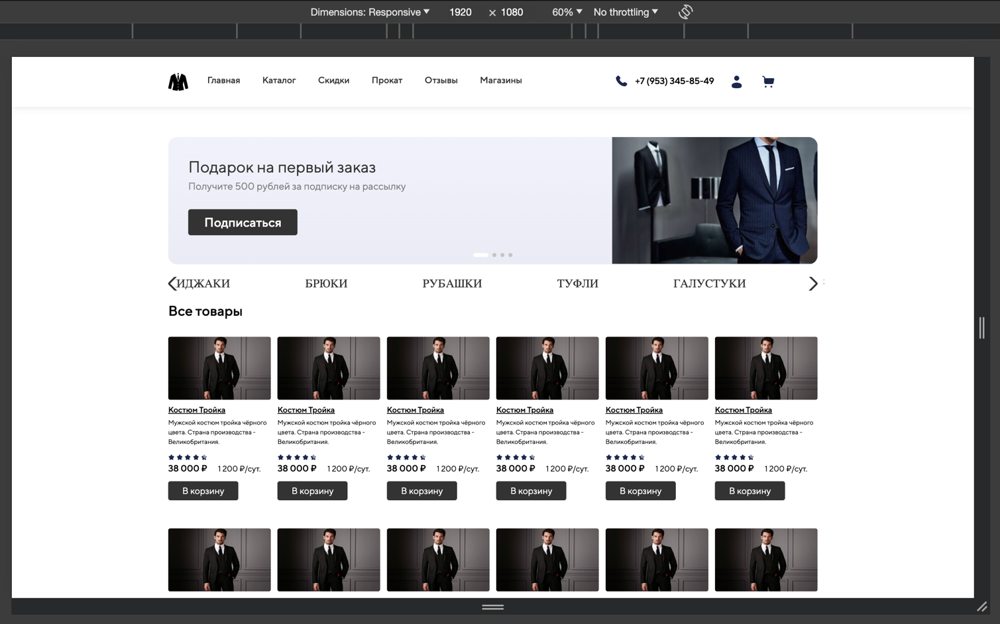 Dimensions: Responsive 1920 × 1080 60% No throttling
Главная Каталог Скидки Прокат Отзывы Магазины +7 (953) 345-85-49
Подарок на первый заказ
Получите 500 рублей за подписку на рассылку
Подписаться
ИДЖАКИ БРЮКИ РУБАШКИ ТУФЛИ ГАЛУСТУКИ
Все товары
Костюм Тройка Костюм Тройка Костюм Тройка Костюм Тройка Костюм Тройка Костюм Тройка
Мужской костюм тройка чёрного Мужской костюм тройка чёрного Мужской костюм тройка чёрного Мужской костюм тройка чёрного Мужской костюм тройка чёрного Мужской костюм тройка чёрного
цвета. Страна производства - цвета. Страна производства - цвета. Страна производства - цвета. Страна производства - цвета. Страна производства - цвета. Страна производства -
Великобритания. Великобритания. Великобритания. Великобритания. Великобритания. Великобритания.
38 000 ₽ 1 200 ₽/сут. 38 000 ₽ 1 200 ₽/сут. 38 000 ₽ 1 200 ₽/сут. 38 000 ₽ 1 200 ₽/сут. 38 000 ₽ 1 200 ₽/сут. 38 000 ₽ 1 200 ₽/сут.
В корзину В корзину В корзину В корзину В корзину В корзину